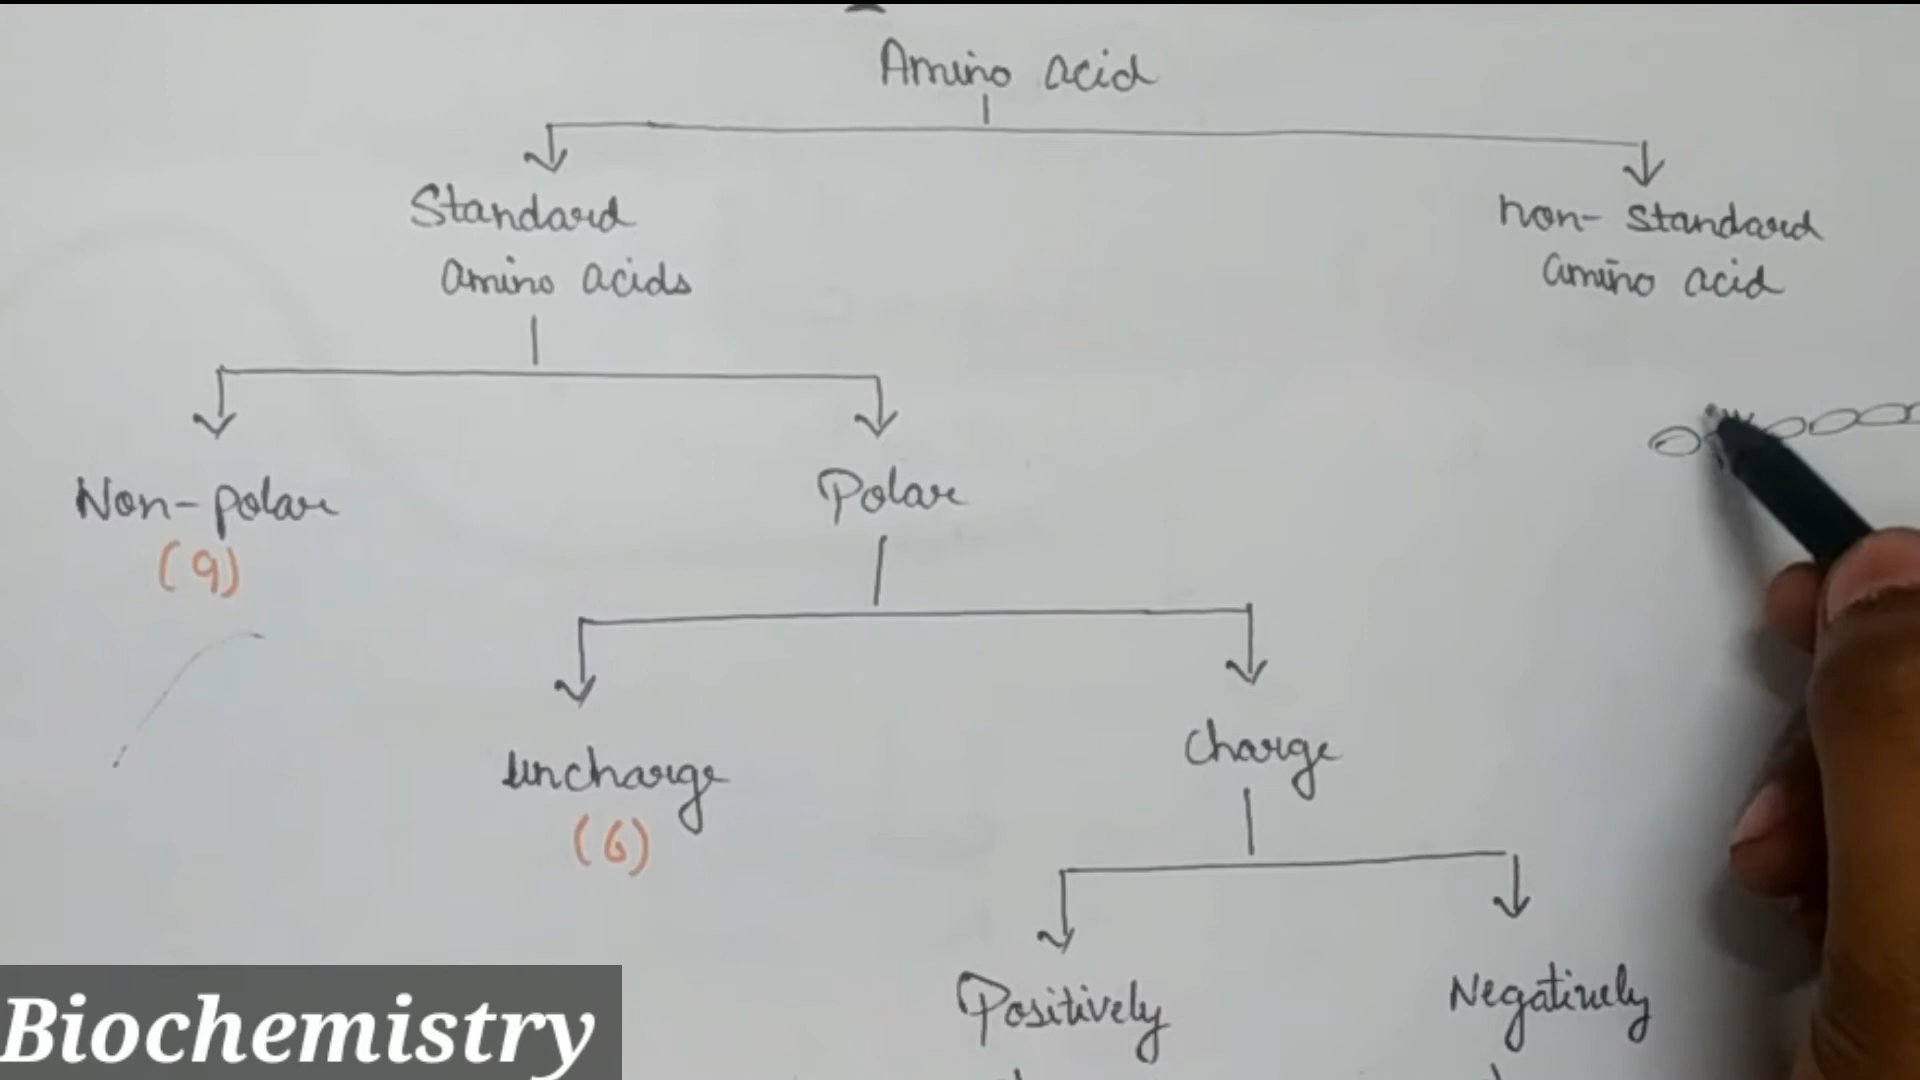 Amino acid
Standard
amino acids
non-standard
amino acid
Non-polar
(9)
Polar
uncharge
(6)
Charge
Positively
Negatively
Biochemistry